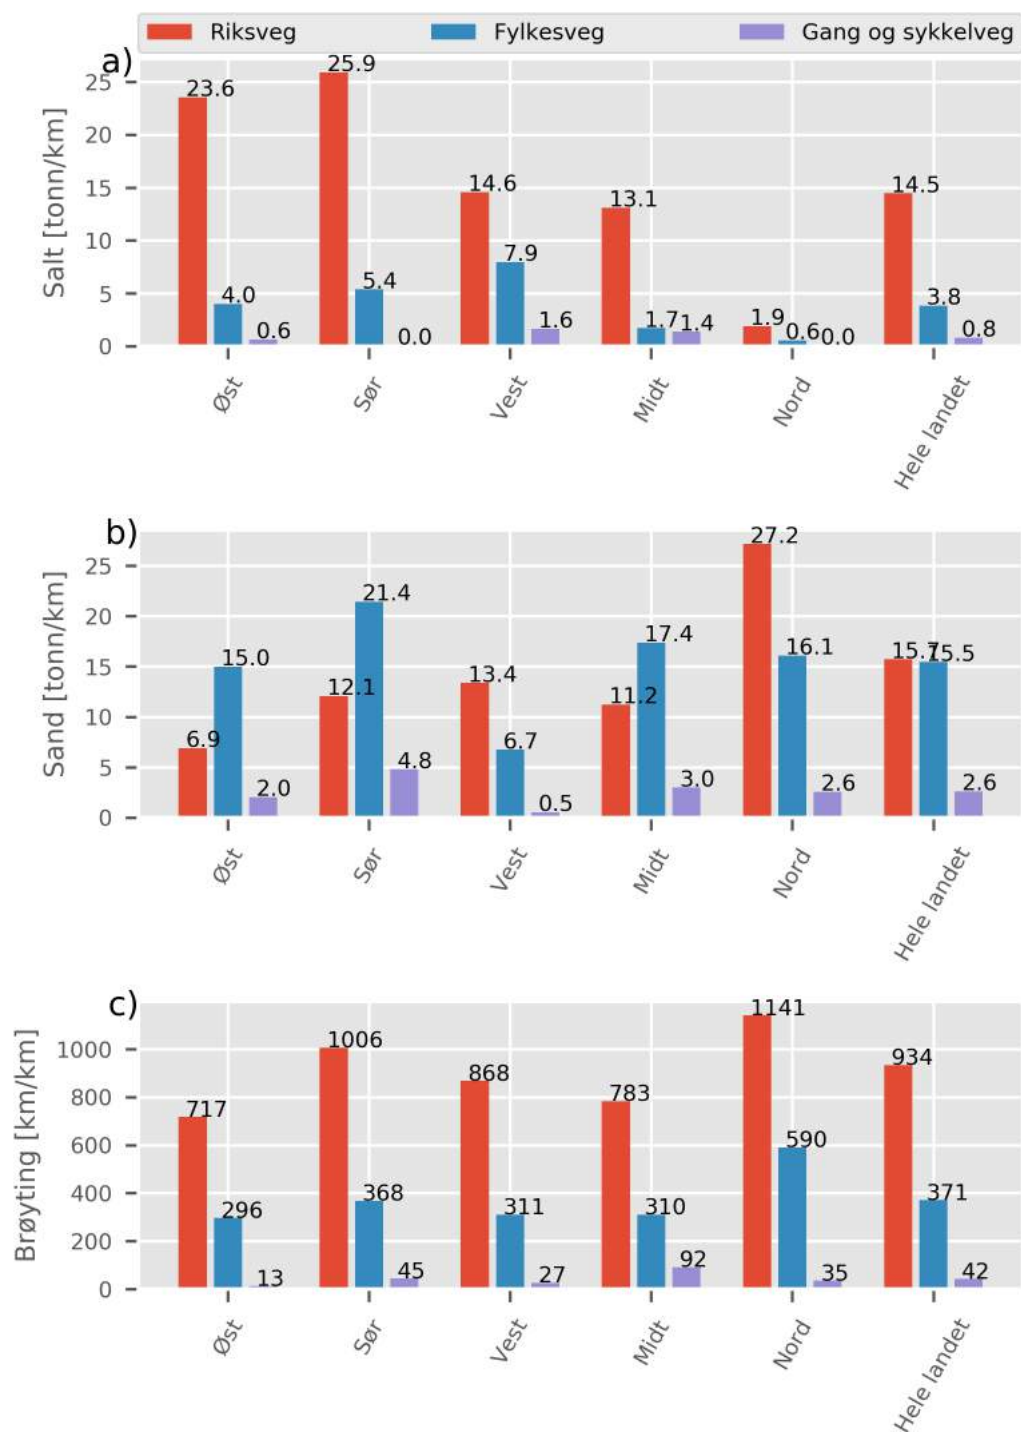 Riksveg Fylkesveg Gang og sykkelveg
a)
Salt [tonn/km]
25
20
15
10
5
0
23.6 4.0 0.6 25.9 5.4 0.0 14.6 7.9 1.6 13.1 1.7 1.4 1.9 0.6 0.0 14.5 3.8 0.8
Øst Sør Vest Midt Nord Hele landet
b)
Sand [tonn/km]
25
20
15
10
5
0
6.9 15.0 2.0 12.1 21.4 4.8 13.4 6.7 0.5 11.2 17.4 3.0 27.2 16.1 2.6 15.7 15.5 2.6
Øst Sør Vest Midt Nord Hele landet
c)
Brøyting [km/km]
1000
800
600
400
200
0
717 296 13 1006 368 45 868 311 27 783 310 92 1141 590 35 934 371 42
Øst Sør Vest Midt Nord Hele landet